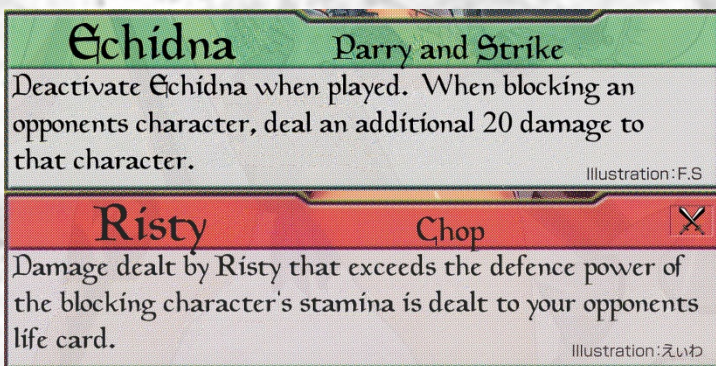 Echidna Parry and Strike
Deactivate Echidna when played. When blocking an
opponents character, deal an additional 20 damage to
that character.
Illustration:F.S
Risty Chop
Damage dealt by Risty that exceeds the defence power of
the blocking character's stamina is dealt to your opponents
life card.
Illustration:えいわ